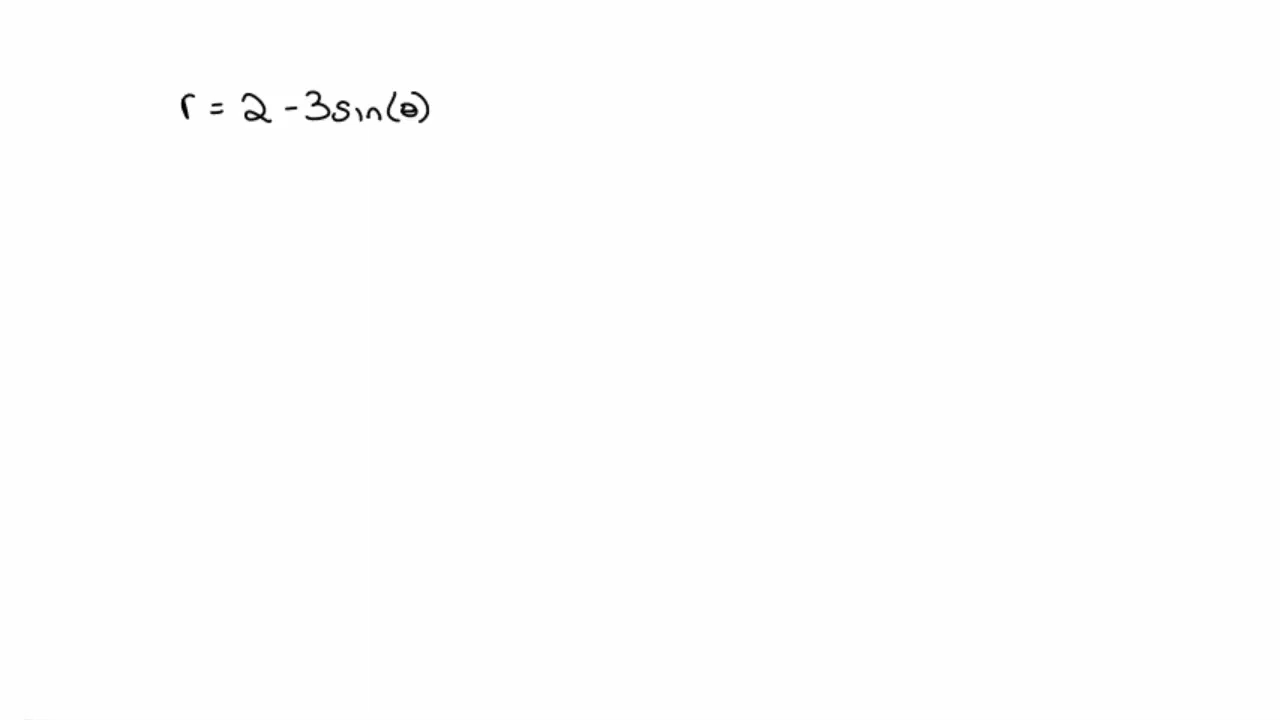 r = 2 - 3sin(θ)